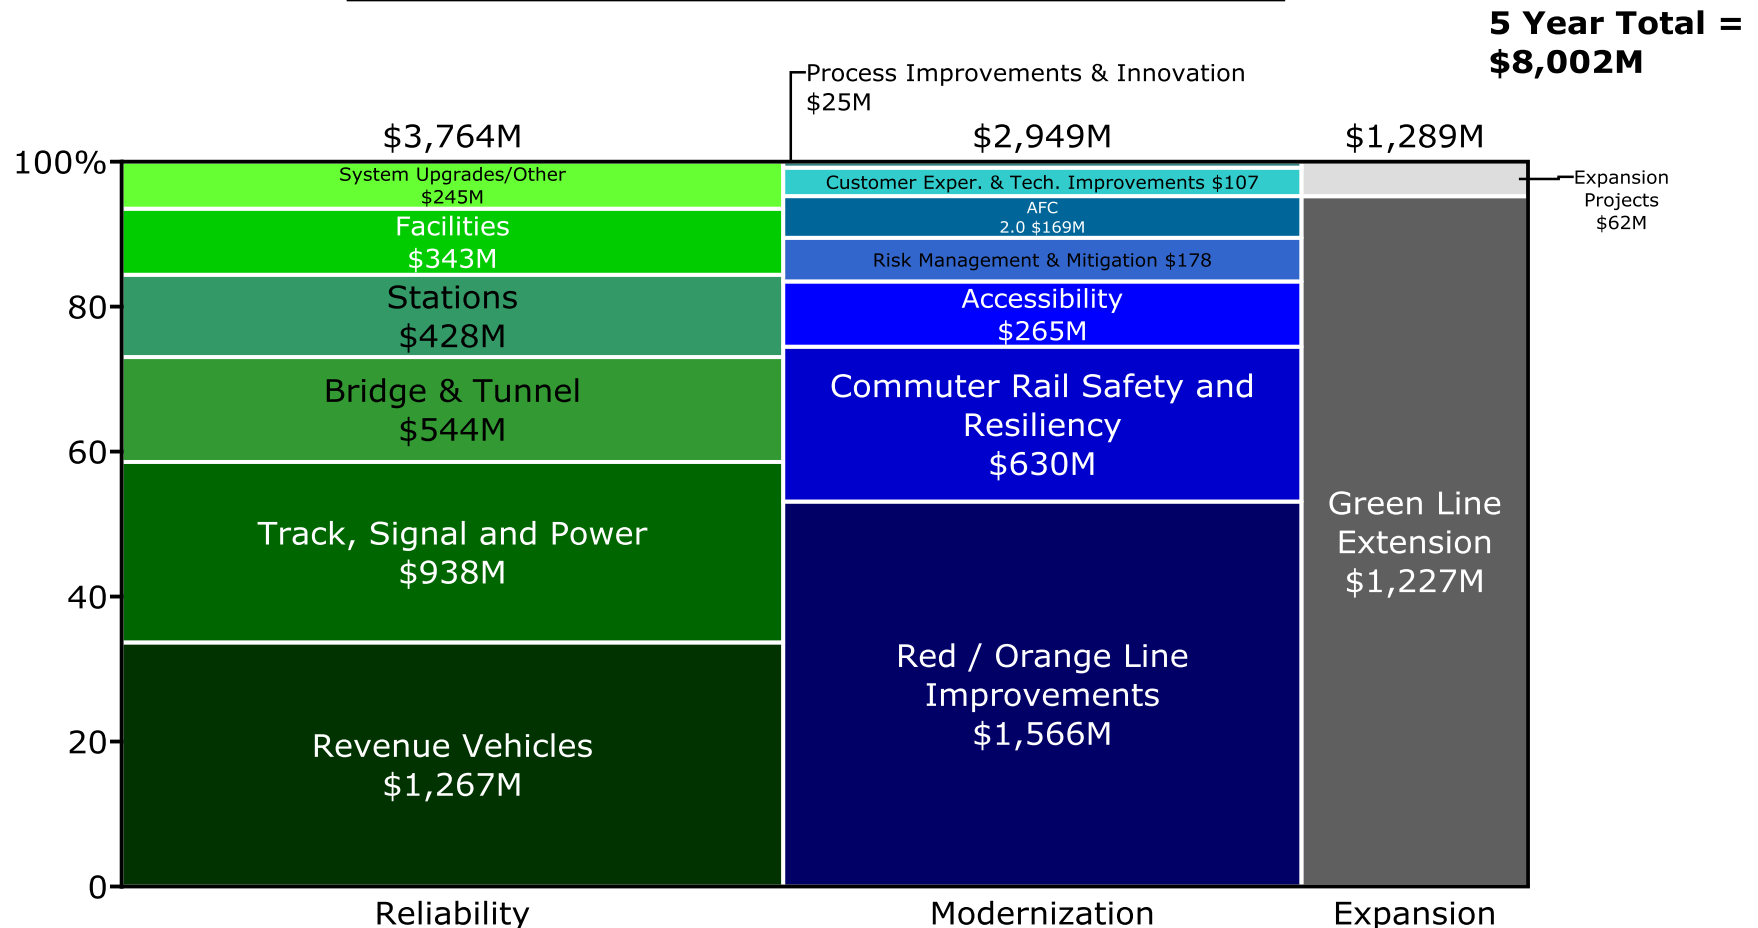 5 Year Total =
$8,002M
Process Improvements & Innovation
$25M
$3,764M
$2,949M
$1,289M
100%
80
60
40
20
0
System Upgrades/Other
$245M
Facilities
$343M
Stations
$428M
Bridge & Tunnel
$544M
Track, Signal and Power
$938M
Revenue Vehicles
$1,267M
Customer Exper. & Tech. Improvements $107
AFC
2.0 $169M
Risk Management & Mitigation $178
Accessibility
$265M
Commuter Rail Safety and
Resiliency
$630M
Red / Orange Line
Improvements
$1,566M
Expansion
Projects
$62M
Green Line
Extension
$1,227M
Reliability
Modernization
Expansion